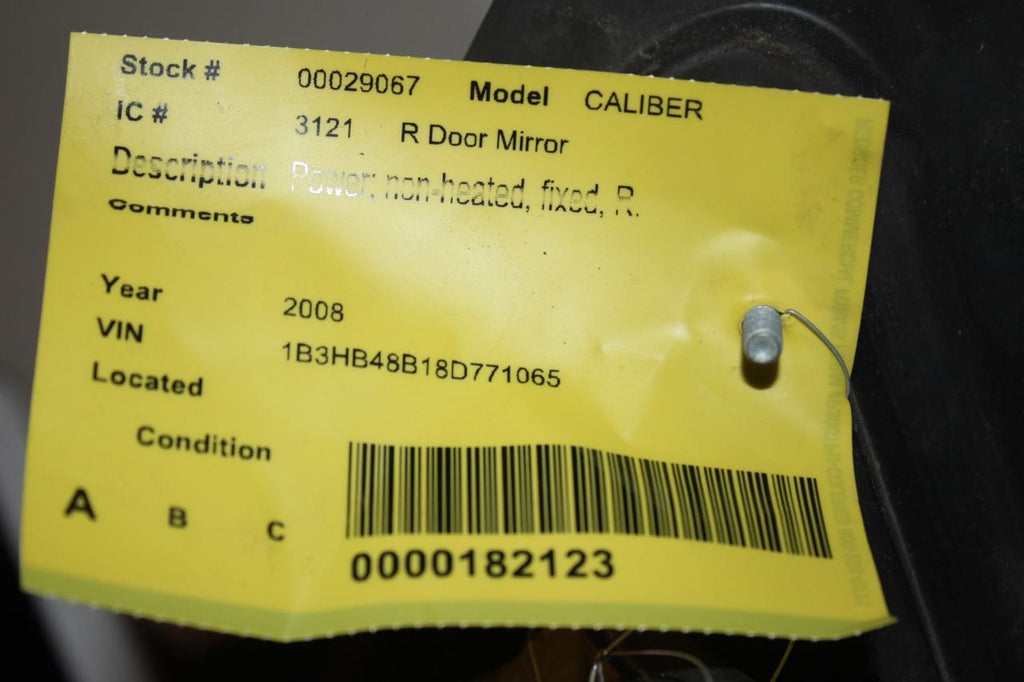 Stock # 00029067 Model CALIBER
IC # 3121 R Door Mirror
Description Power; non-heated, fixed, R.
Comments
Year 2008
VIN 1B3HB48B18D771065
Located
Condition
A B C
0000182123